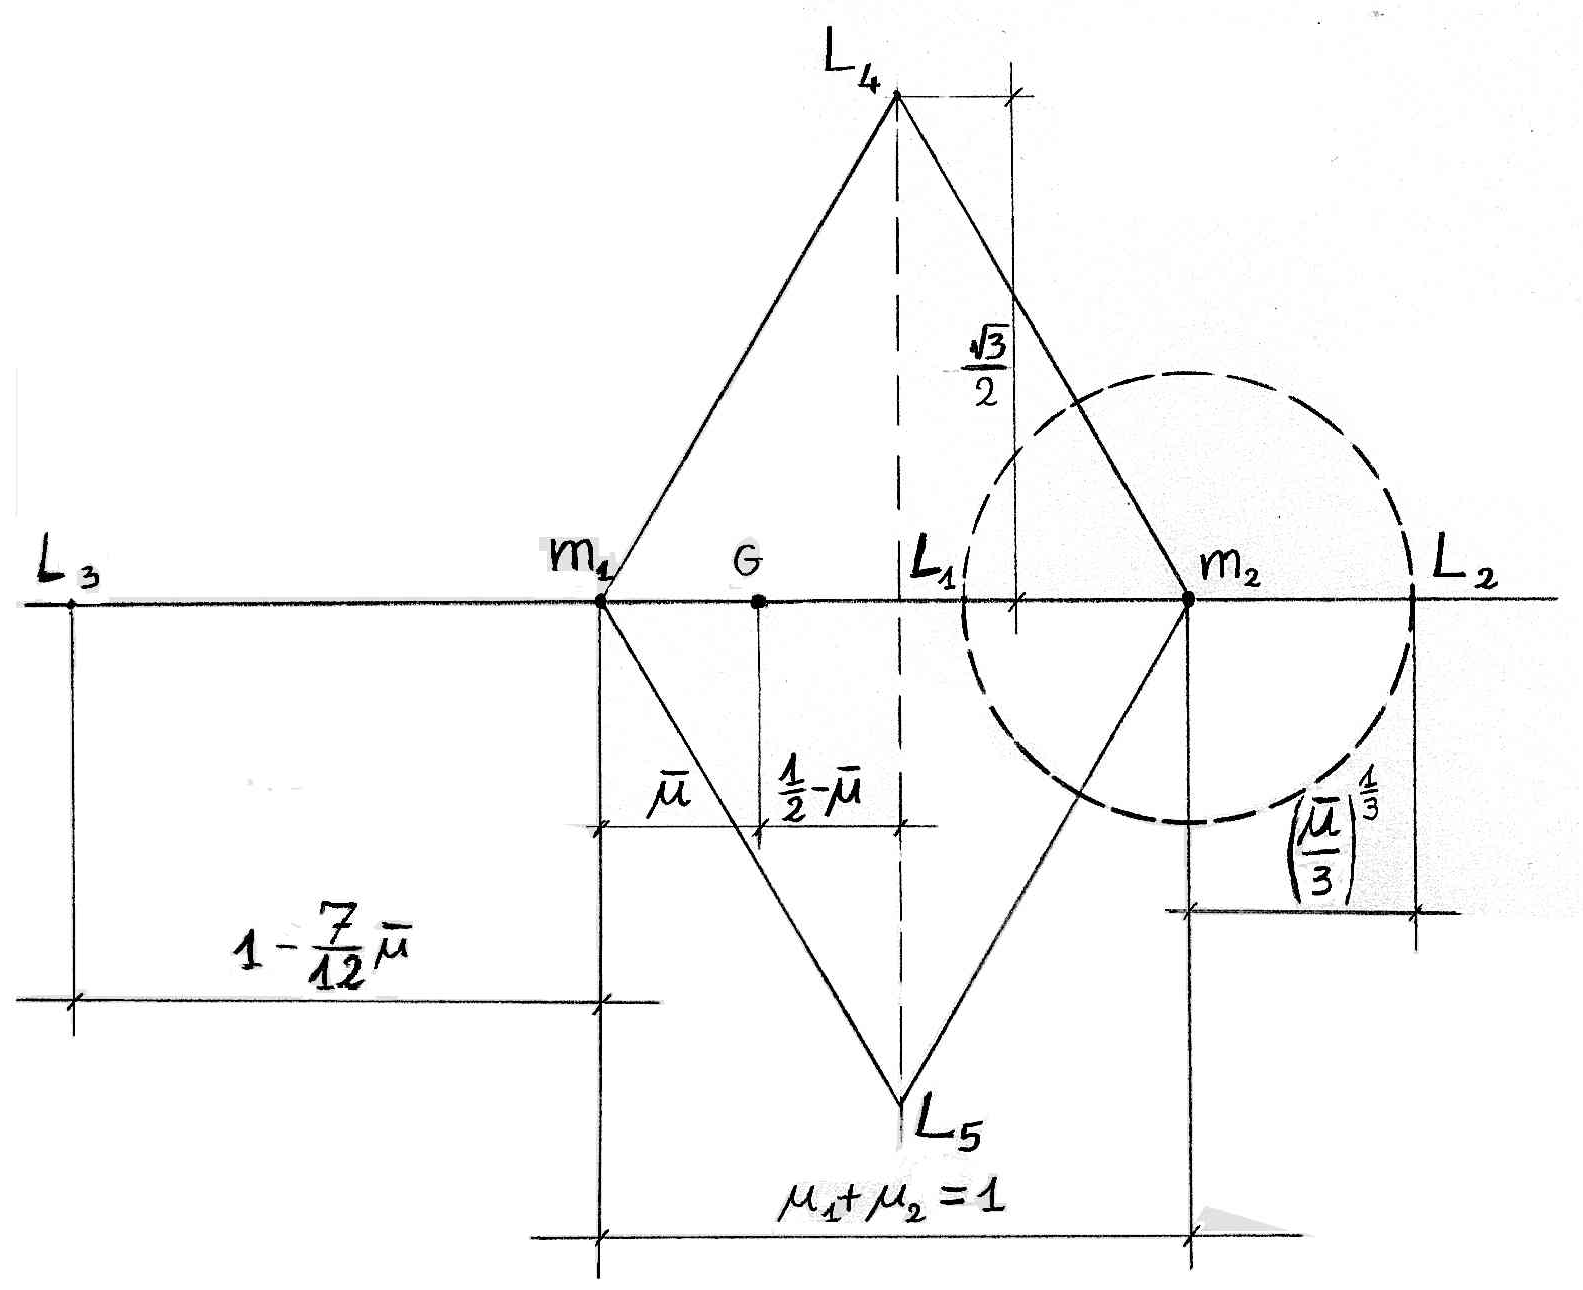 L₄
√3/2
L₃
m₁
G
L₁
m₂
L₂
μ̄
1/2-μ̄
(μ̄/3)^1/3
1-7/12 μ̄
L₅
μ₁+μ₂=1